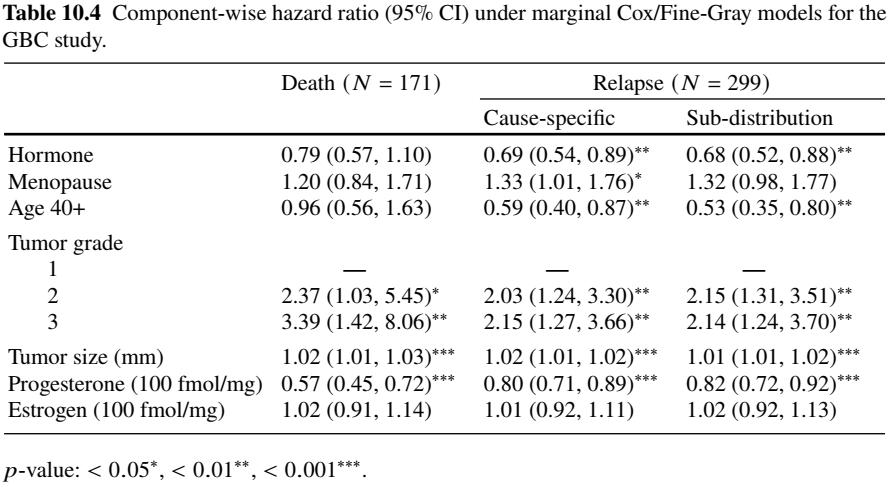 Table 10.4 Component-wise hazard ratio (95% CI) under marginal Cox/Fine-Gray models for the
GBC study.
Death (N = 171) Relapse (N = 299)
Cause-specific Sub-distribution
Hormone 0.79 (0.57, 1.10) 0.69 (0.54, 0.89)** 0.68 (0.52, 0.88)**
Menopause 1.20 (0.84, 1.71) 1.33 (1.01, 1.76)* 1.32 (0.98, 1.77)
Age 40+ 0.96 (0.56, 1.63) 0.59 (0.40, 0.87)** 0.53 (0.35, 0.80)**
Tumor grade
1 — — —
2 2.37 (1.03, 5.45)* 2.03 (1.24, 3.30)** 2.15 (1.31, 3.51)**
3 3.39 (1.42, 8.06)** 2.15 (1.27, 3.66)** 2.14 (1.24, 3.70)**
Tumor size (mm) 1.02 (1.01, 1.03)*** 1.02 (1.01, 1.02)*** 1.01 (1.01, 1.02)***
Progesterone (100 fmol/mg) 0.57 (0.45, 0.72)*** 0.80 (0.71, 0.89)*** 0.82 (0.72, 0.92)***
Estrogen (100 fmol/mg) 1.02 (0.91, 1.14) 1.01 (0.92, 1.11) 1.02 (0.92, 1.13)
p-value: < 0.05*, < 0.01**, < 0.001***.